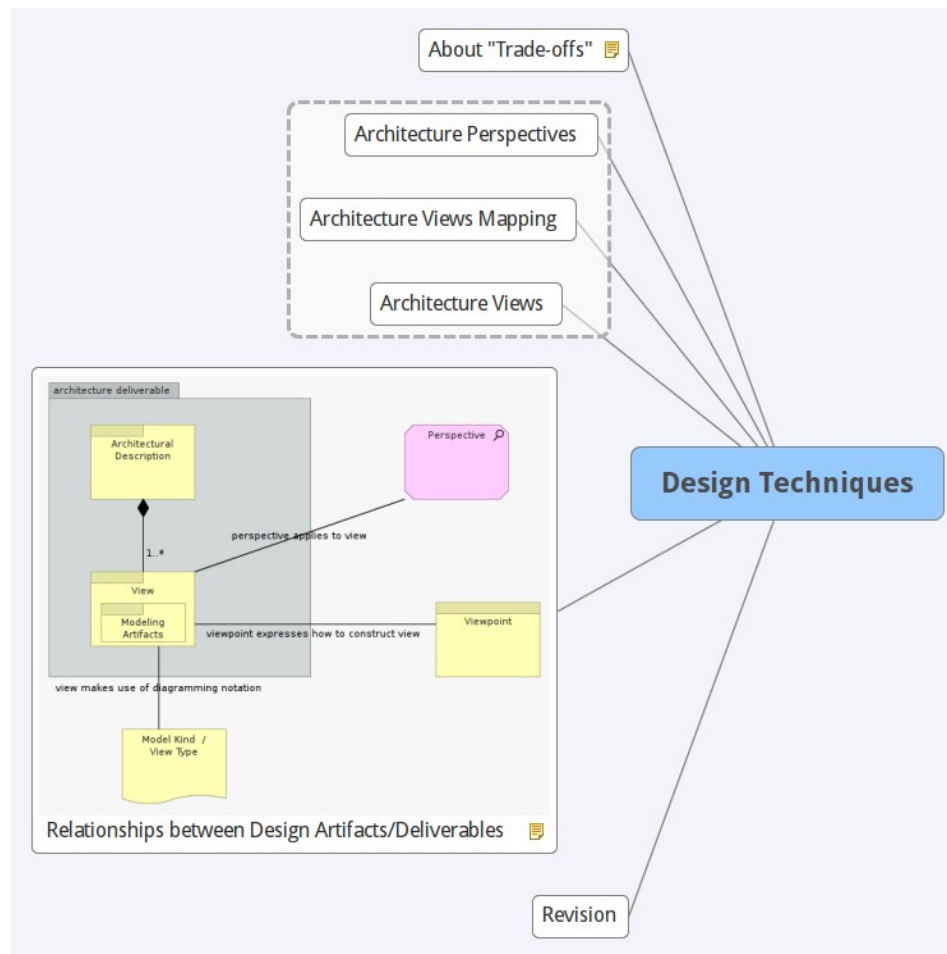 About "Trade-offs"
Architecture Perspectives
Architecture Views Mapping
Architecture Views
Design Techniques
architecture deliverable
Architectural
Description
Perspective
perspective applies to view
1..*
View
Modeling
Artifacts
viewpoint expresses how to construct view
Viewpoint
view makes use of diagramming notation
Model Kind /
View Type
Relationships between Design Artifacts/Deliverables
Revision